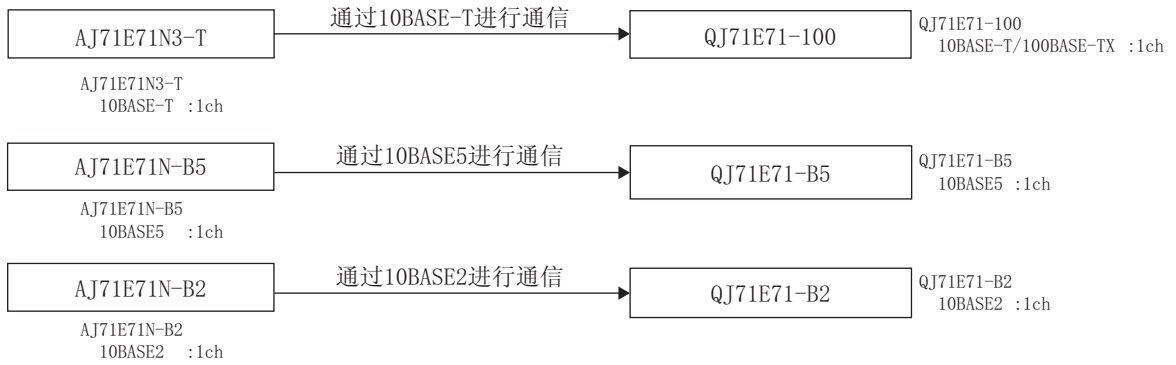 通过10BASE-T进行通信
AJ71E71N3-T
QJ71E71-100
QJ71E71-100
10BASE-T/100BASE-TX :1ch
AJ71E71N3-T
10BASE-T :1ch
通过10BASE5进行通信
AJ71E71N-B5
QJ71E71-B5
QJ71E71-B5
10BASE5 :1ch
AJ71E71N-B5
10BASE5 :1ch
通过10BASE2进行通信
AJ71E71N-B2
QJ71E71-B2
QJ71E71-B2
10BASE2 :1ch
AJ71E71N-B2
10BASE2 :1ch